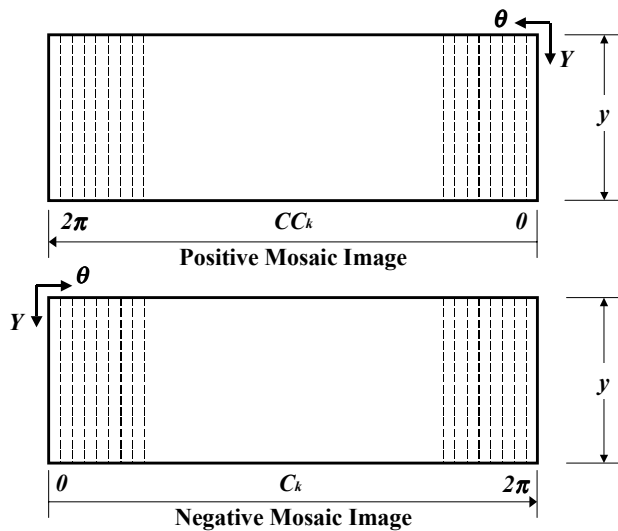 θ
Y
y
2π CCk 0
Positive Mosaic Image
θ
Y
y
0 Ck 2π
Negative Mosaic Image